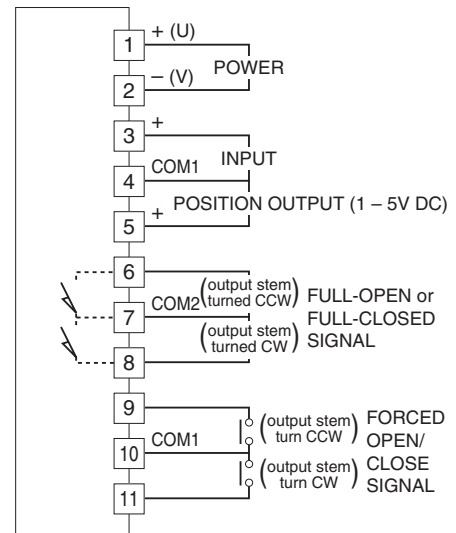 1 + (U)
POWER
2 – (V)
3 +
INPUT
4 COM1
POSITION OUTPUT (1 – 5V DC)
5 +
6
(output stem turned CCW)
7 COM2
(output stem turned CW)
8
FULL-OPEN or
FULL-CLOSED
SIGNAL
9
(output stem turn CCW)
10 COM1
(output stem turn CW)
11
FORCED
OPEN/
CLOSE
SIGNAL